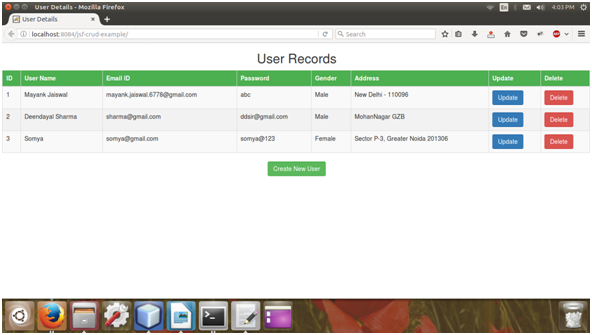 User Details - Mozilla Firefox
En 4:03 PM
User Details
localhost:8084/jsf-crud-example/ Search
User Records
ID User Name Email ID Password Gender Address Update Delete
1 Mayank Jaiswal mayank.jaiswal.6778@gmail.com abc Male New Delhi - 110096 Update Delete
2 Deendayal Sharma sharma@gmail.com ddsir@gmail.com Male MohanNagar GZB Update Delete
3 Somya somya@gmail.com somya@123 Female Sector P-3, Greater Noida 201306 Update Delete
Create New User